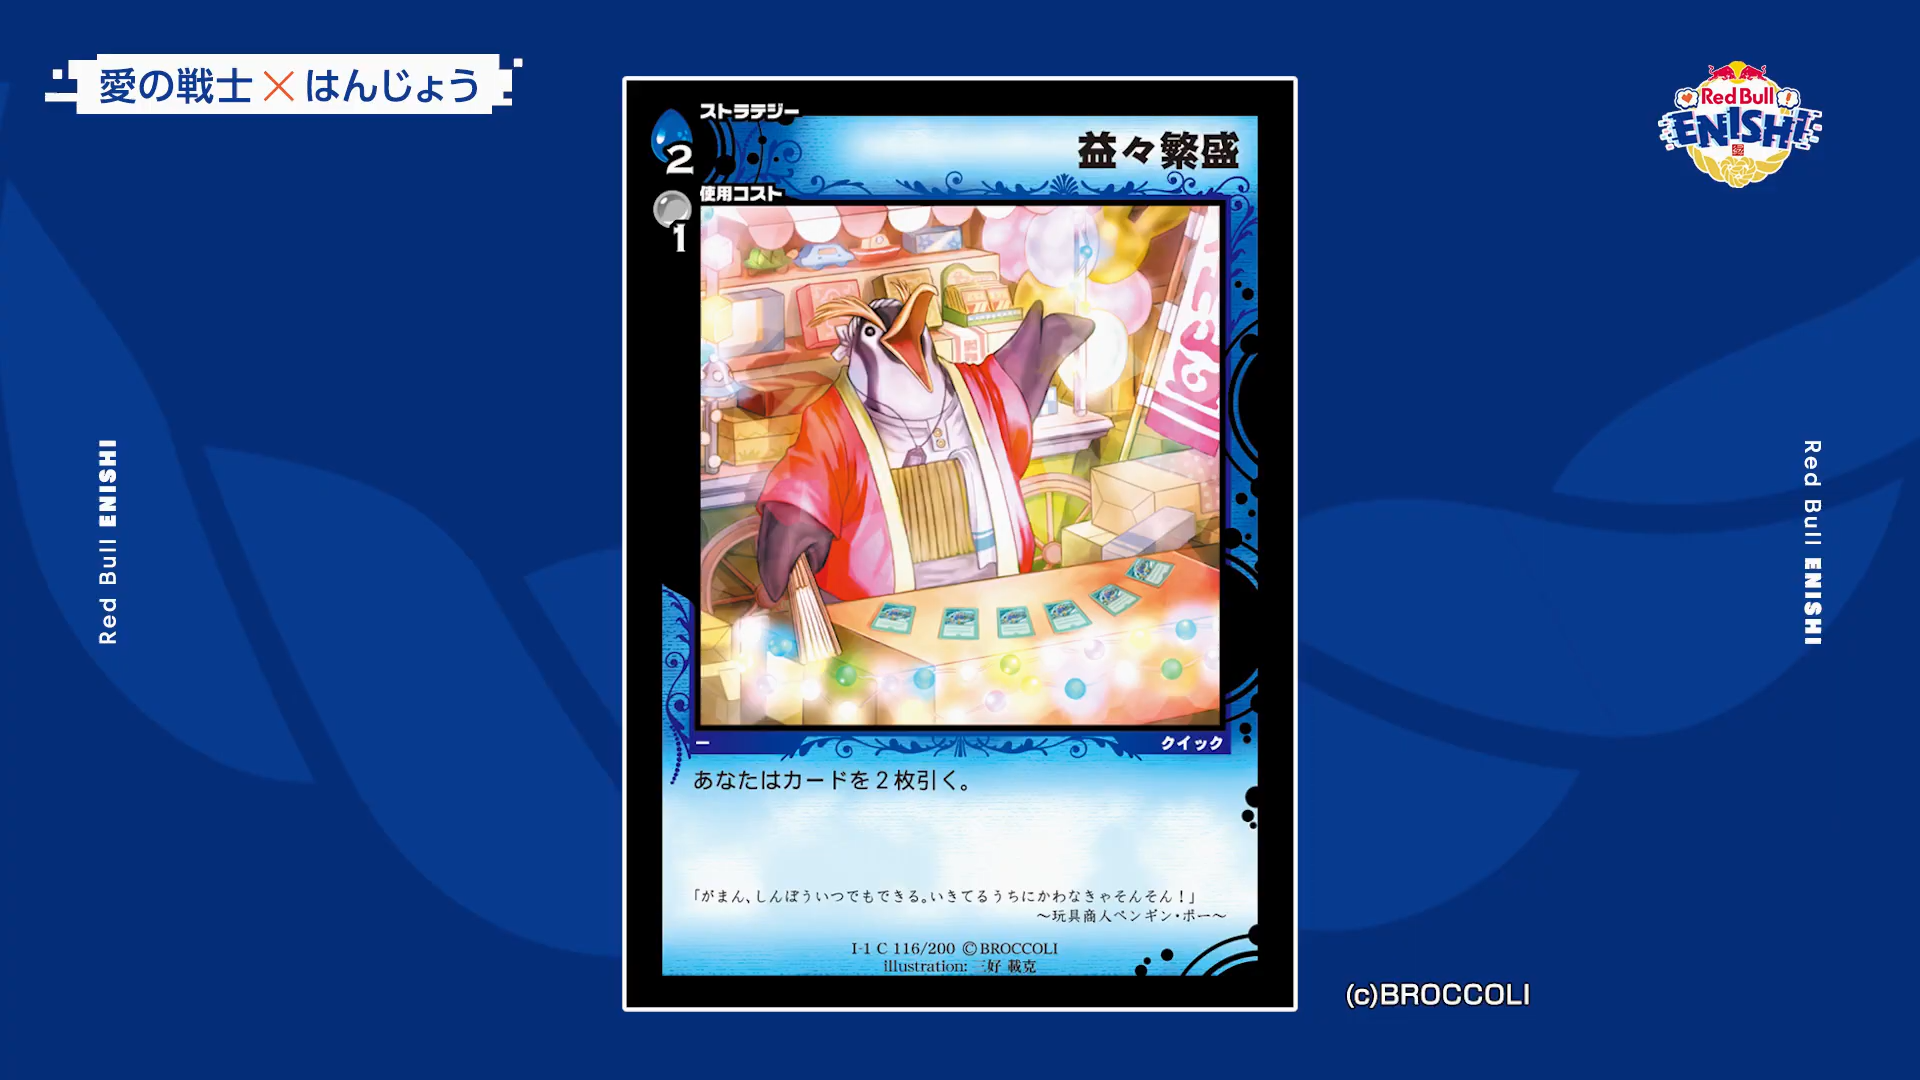 愛の戦士×はんじょう
Red Bull
ENISHI
ストラテジー
2
益々繁盛
使用コスト
1
Red Bull ENISHI
Red Bull ENISHI
ー
クイック
あなたはカードを2枚引く。
「がまん、しんぼういつでもできる。いきてるうちにかわなきゃそんそん！」
～玩具商人ペンギン・ボー～
I-1 C 116/200 ⒸBROCCOLI
illustration: 三好 載克
(c)BROCCOLI